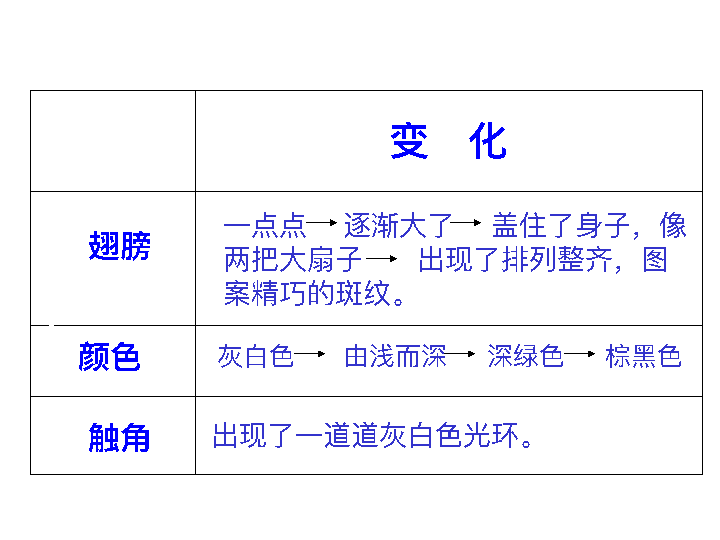 变 化
翅膀
一点点→逐渐大了→盖住了身子，像
两把大扇子→出现了排列整齐，图
案精巧的斑纹。
颜色
灰白色→由浅而深→深绿色→棕黑色
触角
出现了一道道灰白色光环。